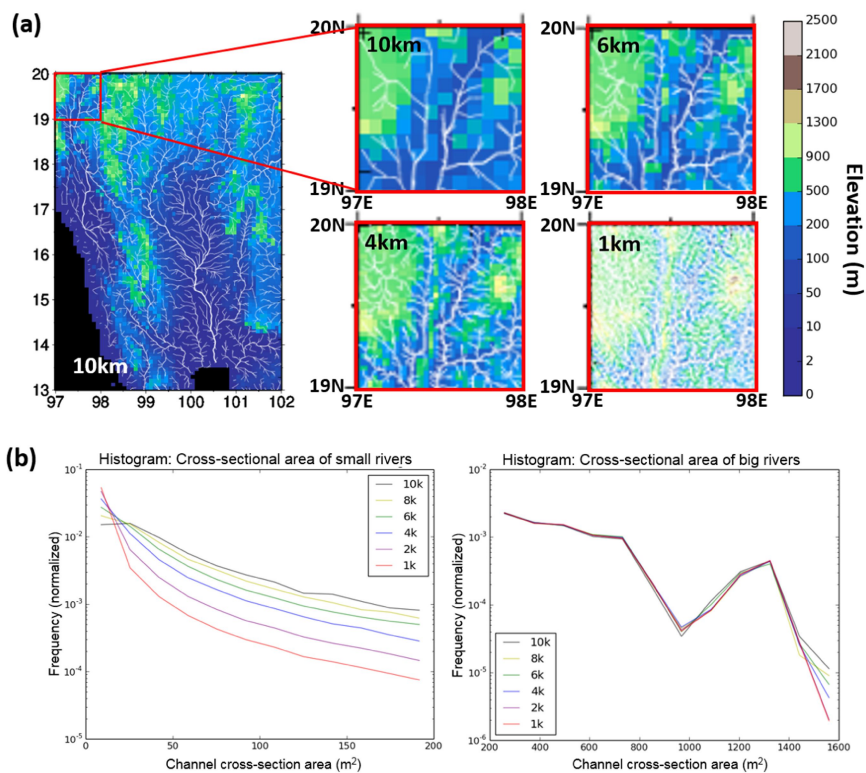 (a)
20N
10km
19N
97E
98E
6km
19N
97E
98E
20N
4km
19N
97E
98E
1km
97E
98E
20
19
18
17
16
15
14
13
10km
97
98
99
100
101
102
2500
2100
1700
1300
900
500
200
100
50
10
2
0
Elevation (m)
(b)
Histogram: Cross-sectional area of small rivers
Frequency (normalized)
10^-1
10^-2
10^-3
10^-4
10^-5
10k
8k
6k
4k
2k
1k
0
50
100
150
200
Channel cross-section area (m²)
Histogram: Cross-sectional area of big rivers
Frequency (normalized)
10^-2
10^-3
10^-4
10^-5
10^-6
10k
8k
6k
4k
2k
1k
200
400
600
800
1000
1200
1400
1600
Channel cross-section area (m²)